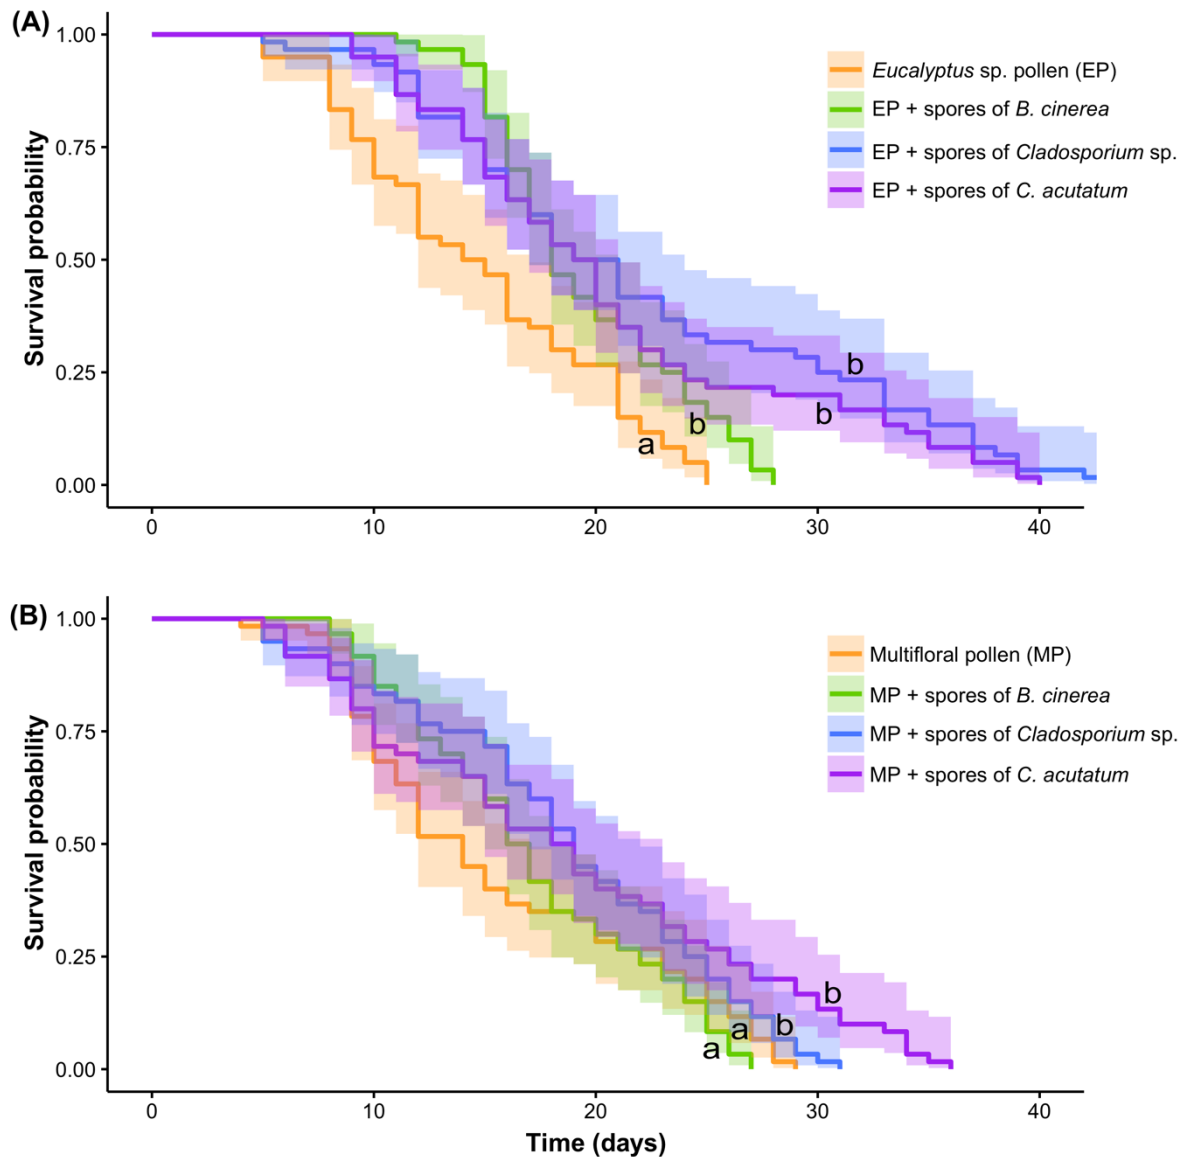 (A)
1.00
0.75
0.50
0.25
0.00
Survival probability
Eucalyptus sp. pollen (EP)
EP + spores of B. cinerea
EP + spores of Cladosporium sp.
EP + spores of C. acutatum
a
b
b
b
0 10 20 30 40
(B)
1.00
0.75
0.50
0.25
0.00
Survival probability
Multifloral pollen (MP)
MP + spores of B. cinerea
MP + spores of Cladosporium sp.
MP + spores of C. acutatum
a
a
b
b
0 10 20 30 40
Time (days)